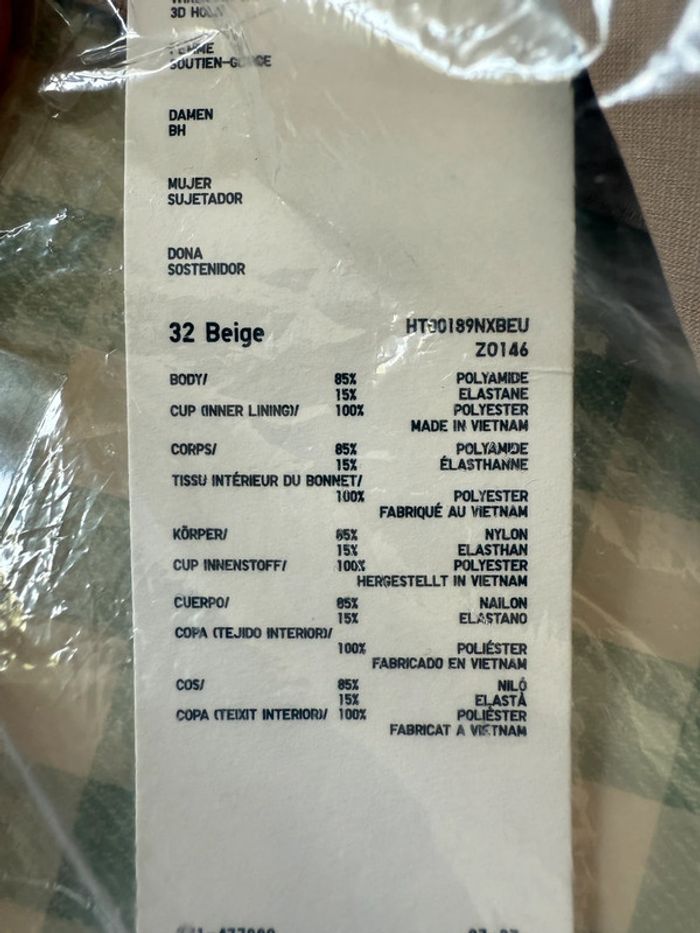 3D
FEMME
SOUTIEN-GORGE
DAMEN
BH
MUJER
SUJETADOR
DONA
SOSTENIDOR
32 Beige HT00189NXBEU
Z0146
BODY/ 85% POLYAMIDE
15% ELASTANE
CUP (INNER LINING)/ 100% POLYESTER
MADE IN VIETNAM
CORPS/ 85% POLYAMIDE
15% ÉLASTHANNE
TISSU INTÉRIEUR DU BONNET/
100% POLYESTER
FABRIQUÉ AU VIETNAM
KÖRPER/ 85% NYLON
15% ELASTHAN
CUP INNENSTOFF/ 100% POLYESTER
HERGESTELLT IN VIETNAM
CUERPO/ 85% NAILON
15% ELASTANO
COPA (TEJIDO INTERIOR)/
100% POLIÉSTER
FABRICADO EN VIETNAM
COS/ 85% NILÓ
15% ELASTÀ
COPA (TEIXIT INTERIOR)/ 100% POLIÈSTER
FABRICAT A VIETNAM